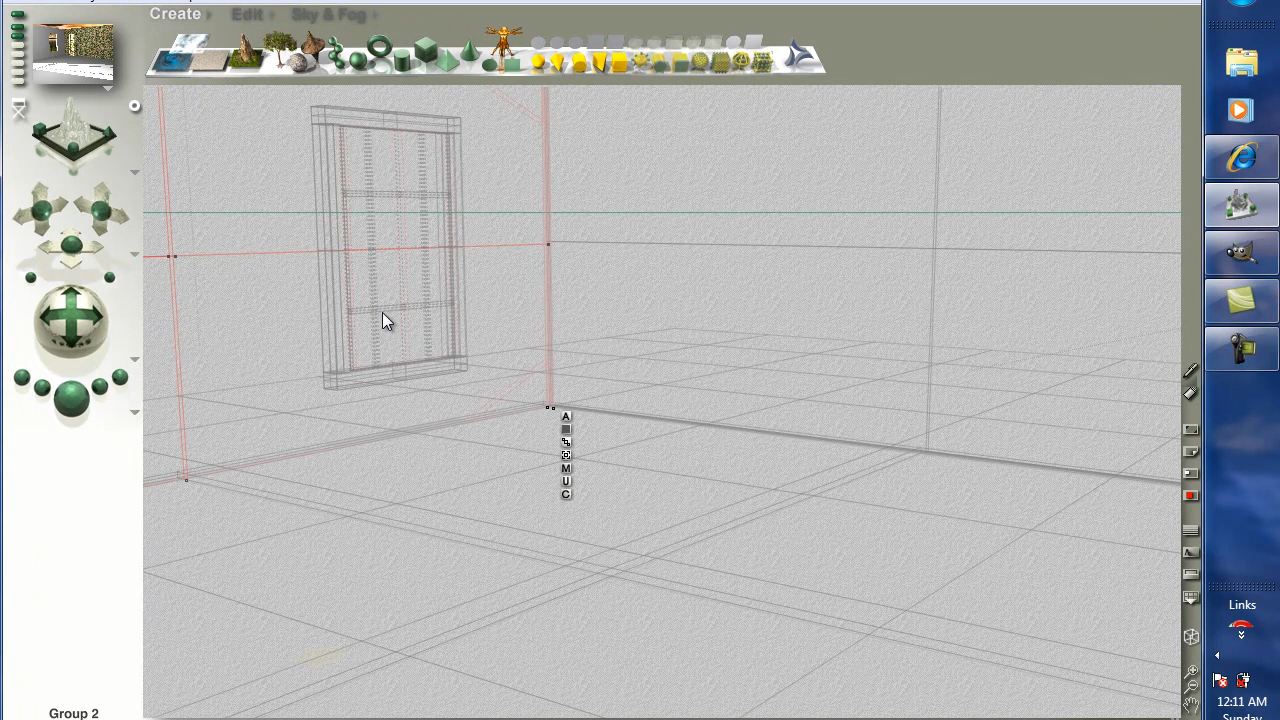 Create
Edit
Sky & Fog
A
M
U
C
Links
12:11 AM
Sunday
Group 2